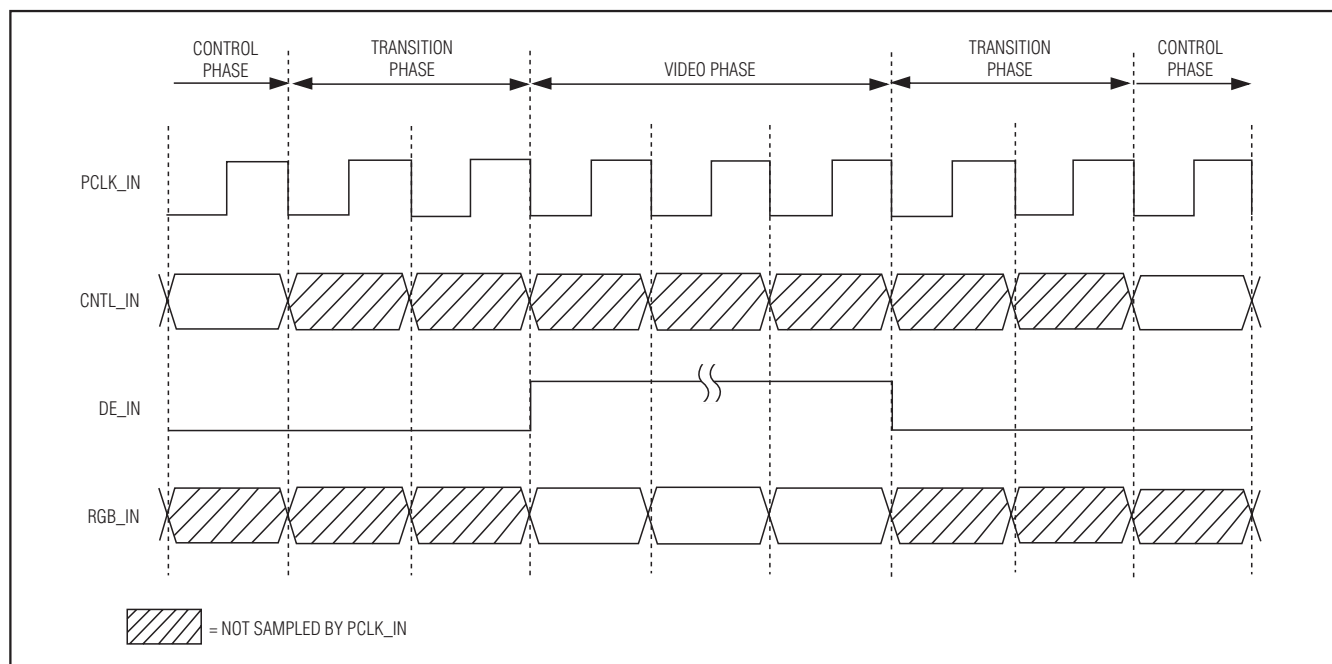 CONTROL
PHASE
TRANSITION
PHASE
VIDEO PHASE
TRANSITION
PHASE
CONTROL
PHASE
PCLK_IN
CNTL_IN
DE_IN
RGB_IN
= NOT SAMPLED BY PCLK_IN